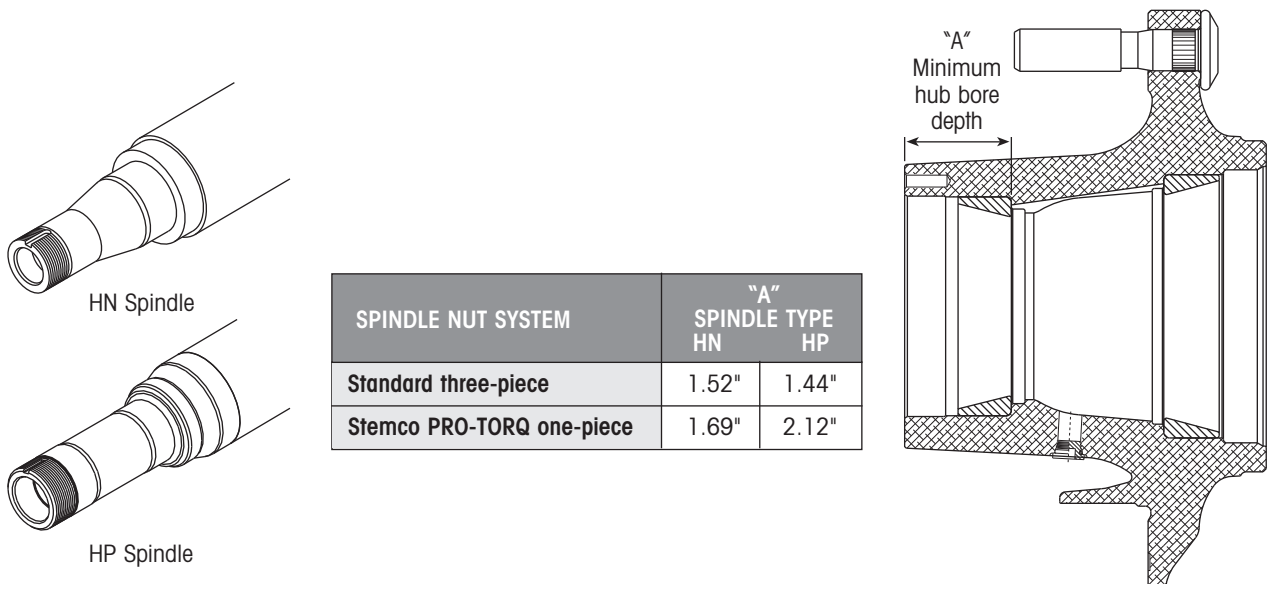 "A"
Minimum
hub bore
depth
HN Spindle
SPINDLE NUT SYSTEM
"A"
SPINDLE TYPE
HN HP
Standard three-piece 1.52" 1.44"
Stemco PRO-TORQ one-piece 1.69" 2.12"
HP Spindle